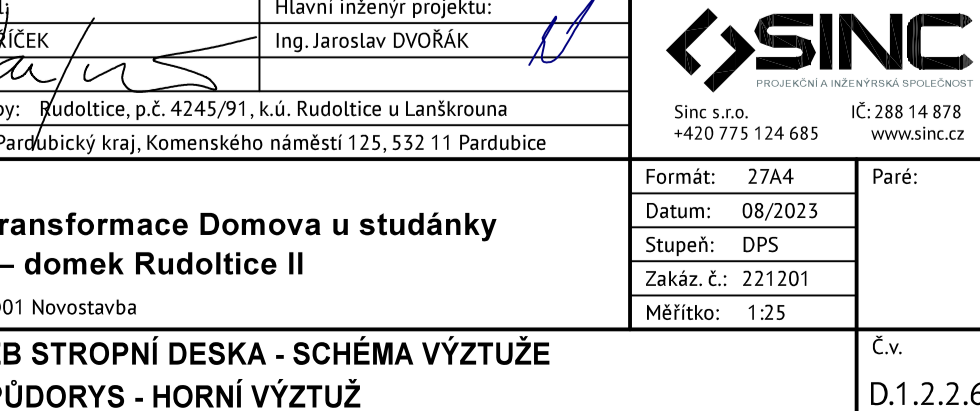 Hlavní inženýr projektu:
Ing. Jaroslav DVOŘÁK
SINC
PROJEKČNÍ A INŽENÝRSKÁ SPOLEČNOST
Sinc s.r.o. IČ: 288 14 878
+420 775 124 685 www.sinc.cz
Rudoltice, p.č. 4245/91, k.ú. Rudoltice u Lanškrouna
Pardubický kraj, Komenského náměstí 125, 532 11 Pardubice
ransformace Domova u studánky
– domek Rudoltice II
01 Novostavba
Formát: 27A4
Datum: 08/2023
Stupeň: DPS
Zakáz. č.: 221201
Měřítko: 1:25
Paré:
B STROPNÍ DESKA - SCHÉMA VÝZTUŽE
PŮDORYS - HORNÍ VÝZTUŽ
Č.v.
D.1.2.2.6